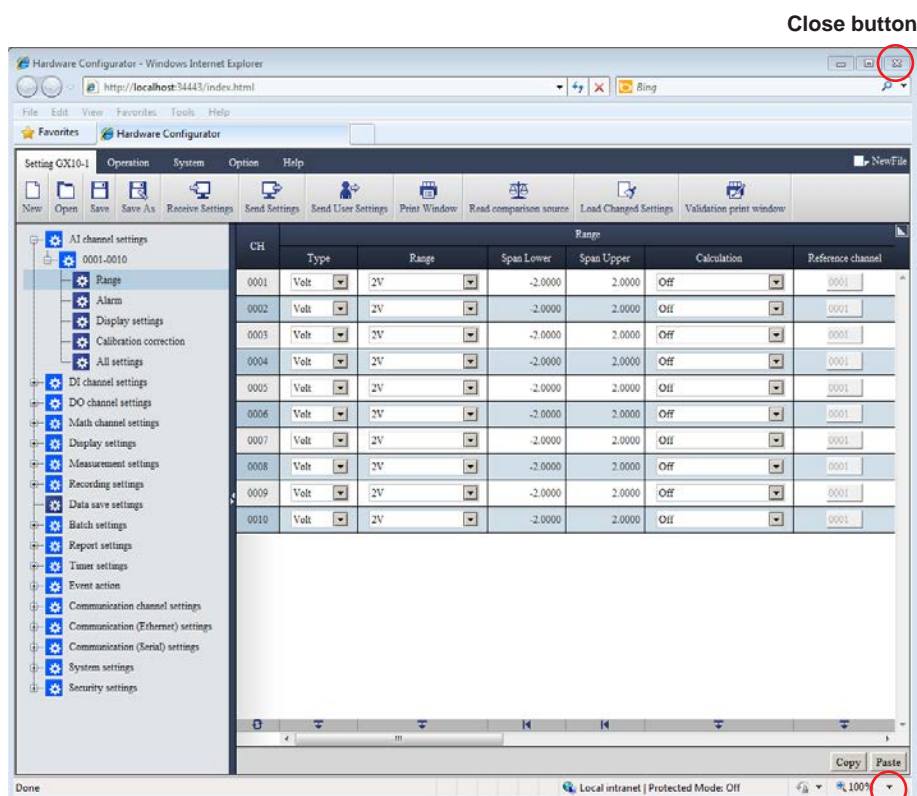 Close button
Hardware Configurator - Windows Internet Explorer
http://localhost:34443/index.html
Bing
File Edit View Favorites Tools Help
Favorites Hardware Configurator
Setting GX10-1 Operation System Option Help NewFile
New Open Save Save As Receive Settings Send Settings Send User Settings Print Window Read comparison source Load Changed Settings Validation print window
AI channel settings
0001-0010
Range
Alarm
Display settings
Calibration correction
All settings
DI channel settings
DO channel settings
Math channel settings
Display settings
Measurement settings
Recording settings
Data save settings
Batch settings
Report settings
Timer settings
Event action
Communication channel settings
Communication (Ethernet) settings
Communication (Serial) settings
System settings
Security settings
CH Range
Type Range Span Lower Span Upper Calculation Reference channel
0001 Volt 2V -2.0000 2.0000 Off 0001
0002 Volt 2V -2.0000 2.0000 Off 0001
0003 Volt 2V -2.0000 2.0000 Off 0001
0004 Volt 2V -2.0000 2.0000 Off 0001
0005 Volt 2V -2.0000 2.0000 Off 0001
0006 Volt 2V -2.0000 2.0000 Off 0001
0007 Volt 2V -2.0000 2.0000 Off 0001
0008 Volt 2V -2.0000 2.0000 Off 0001
0009 Volt 2V -2.0000 2.0000 Off 0001
0010 Volt 2V -2.0000 2.0000 Off 0001
Copy Paste
Done Local intranet | Protected Mode: Off 100%